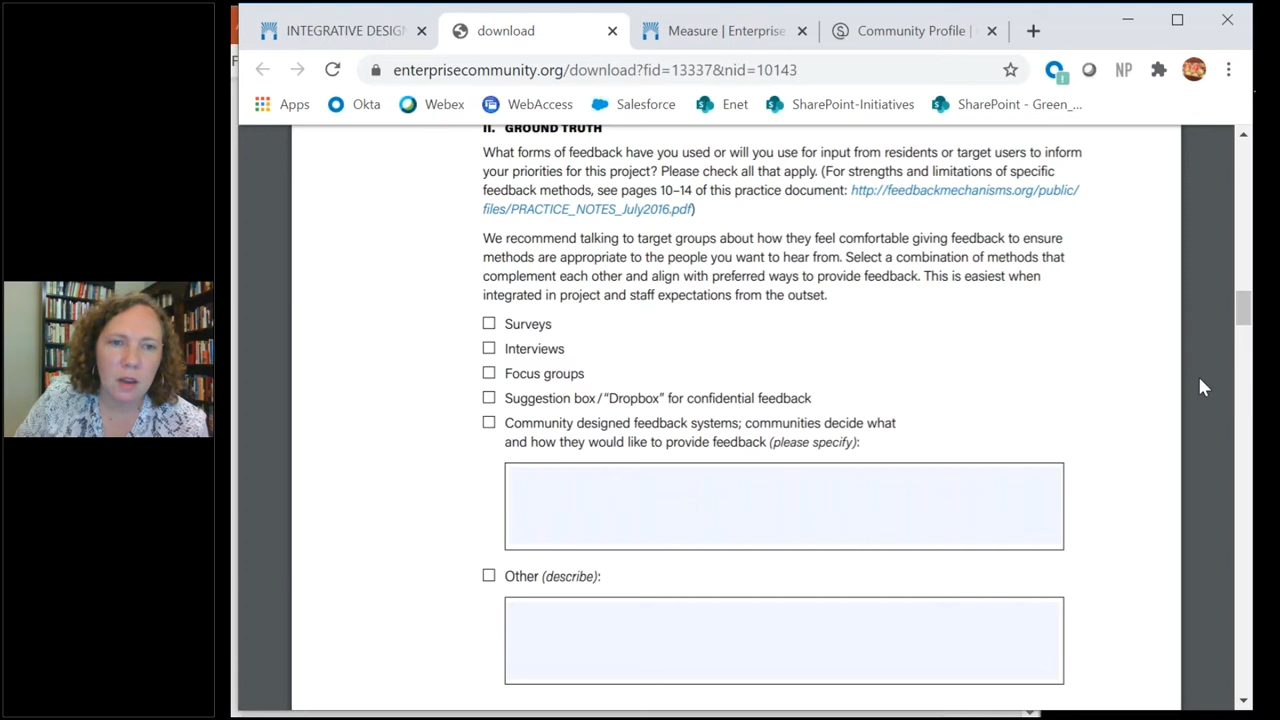 INTEGRATIVE DESIG
download
Measure | Enterprise
Community Profile |
enterprisecommunity.org/download?fid=13337&nid=10143
NP
Apps
Okta
Webex
WebAccess
Salesforce
Enet
SharePoint-Initiatives
SharePoint - Green_...
II. GROUND TRUTH
What forms of feedback have you used or will you use for input from residents or target users to inform
your priorities for this project? Please check all that apply. (For strengths and limitations of specific
feedback methods, see pages 10–14 of this practice document: http://feedbackmechanisms.org/public/
files/PRACTICE_NOTES_July2016.pdf)
We recommend talking to target groups about how they feel comfortable giving feedback to ensure
methods are appropriate to the people you want to hear from. Select a combination of methods that
complement each other and align with preferred ways to provide feedback. This is easiest when
integrated in project and staff expectations from the outset.
Surveys
Interviews
Focus groups
Suggestion box/“Dropbox” for confidential feedback
Community designed feedback systems; communities decide what
and how they would like to provide feedback (please specify):
Other (describe):